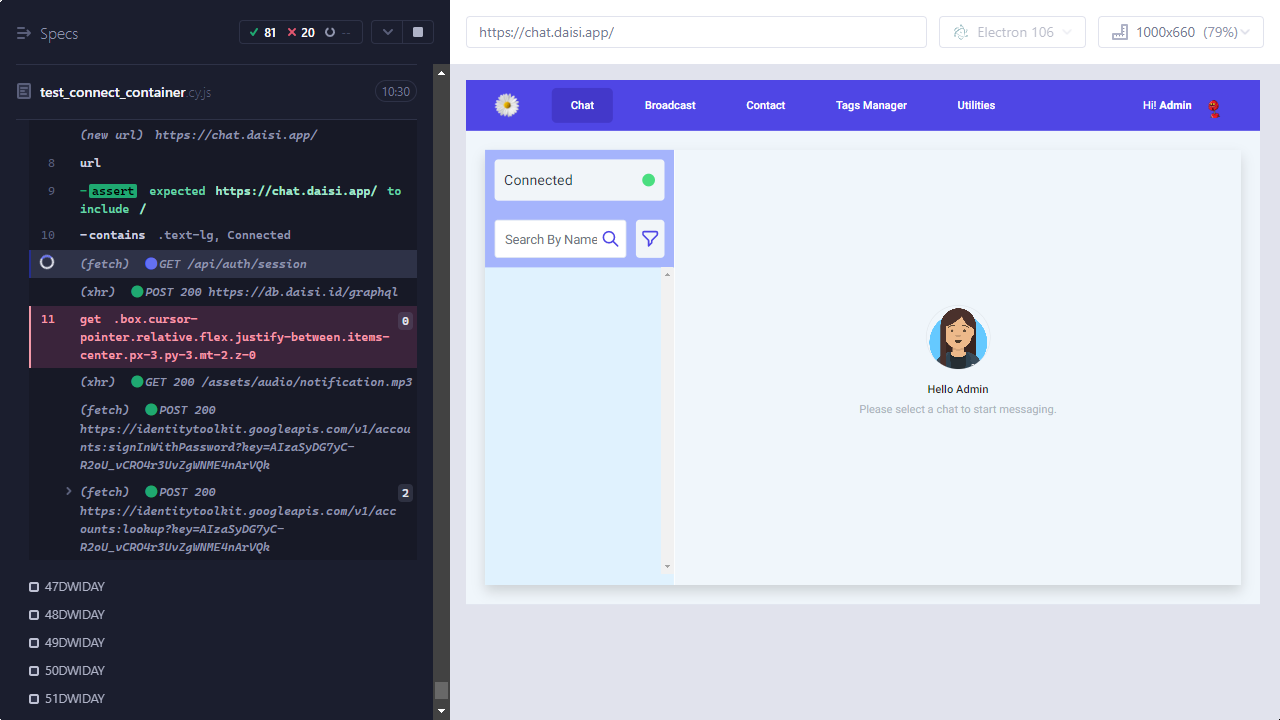 Specs
81
20
--
test_connect_container.cy.js
10:30
(new url) https://chat.daisi.app/
8 url
9 -assert expected https://chat.daisi.app/ to
include /
10 -contains .text-lg, Connected
(fetch) GET /api/auth/session
(xhr) POST 200 https://db.daisi.id/graphql
11 get .box.cursor-
pointer.relative.flex.justify-between.items-
center.px-3.py-3.mt-2.z-0
0
(xhr) GET 200 /assets/audio/notification.mp3
(fetch) POST 200
https://identitytoolkit.googleapis.com/v1/accou
nts:signInWithPassword?key=AIzaSyDG7yC-
R2oU_vCRO4r3UvZgWNME4nArVQk
(fetch) POST 200
2
https://identitytoolkit.googleapis.com/v1/acc
ounts:lookup?key=AIzaSyDG7yC-
R2oU_vCRO4r3UvZgWNME4nArVQk
47DWIDAY
48DWIDAY
49DWIDAY
50DWIDAY
51DWIDAY
https://chat.daisi.app/
Electron 106
1000x660 (79%)
Chat
Broadcast
Contact
Tags Manager
Utilities
Hi! Admin
Connected
Search By Name
Hello Admin
Please select a chat to start messaging.